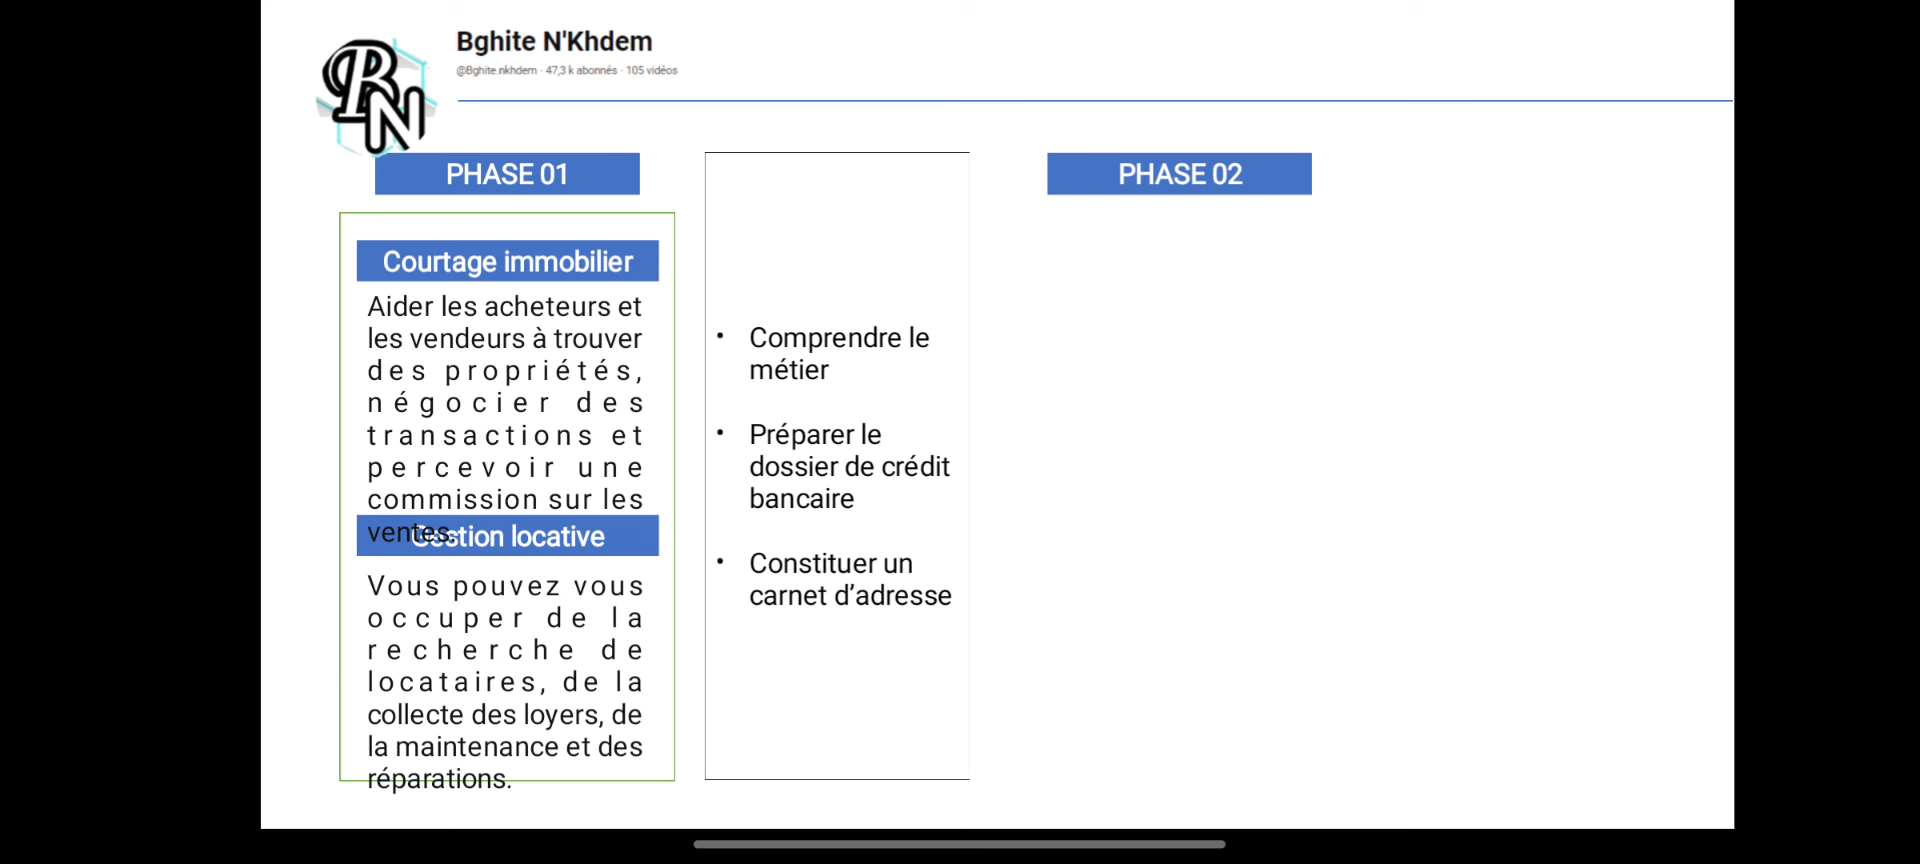 Bghite N'Khdem
@Bghite.nkhdem · 47,3 k abonnés · 105 vidéos
BN
PHASE 01
Courtage immobilier
Aider les acheteurs et
les vendeurs à trouver
des propriétés,
négocier des
transactions et
percevoir une
commission sur les
ventes.
Gestion locative
Vous pouvez vous
occuper de la
recherche de
locataires, de la
collecte des loyers, de
la maintenance et des
réparations.
• Comprendre le
métier
• Préparer le
dossier de crédit
bancaire
• Constituer un
carnet d’adresse
PHASE 02